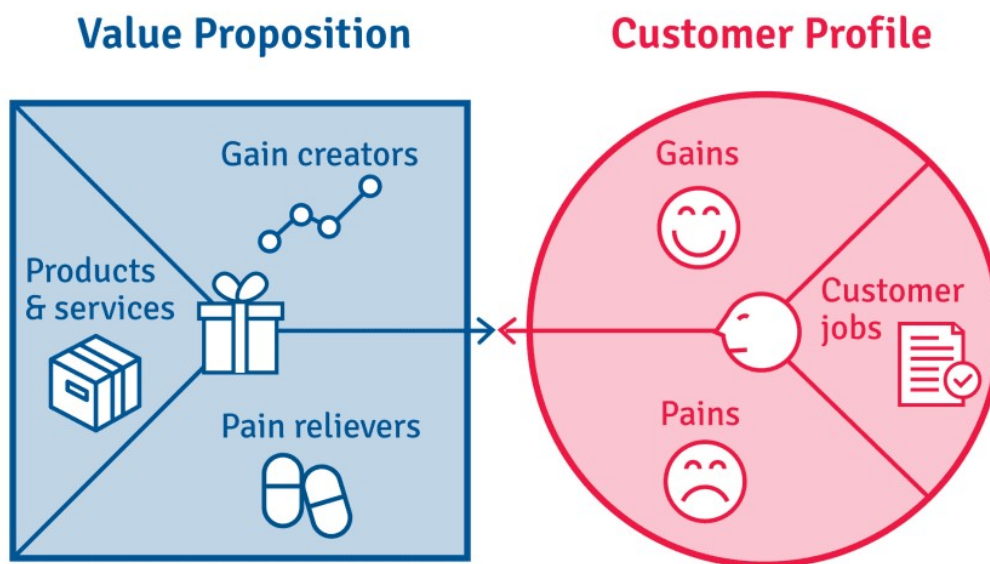 Value Proposition
Customer Profile
Gain creators
Products
& services
Pain relievers
Gains
Customer
jobs
Pains